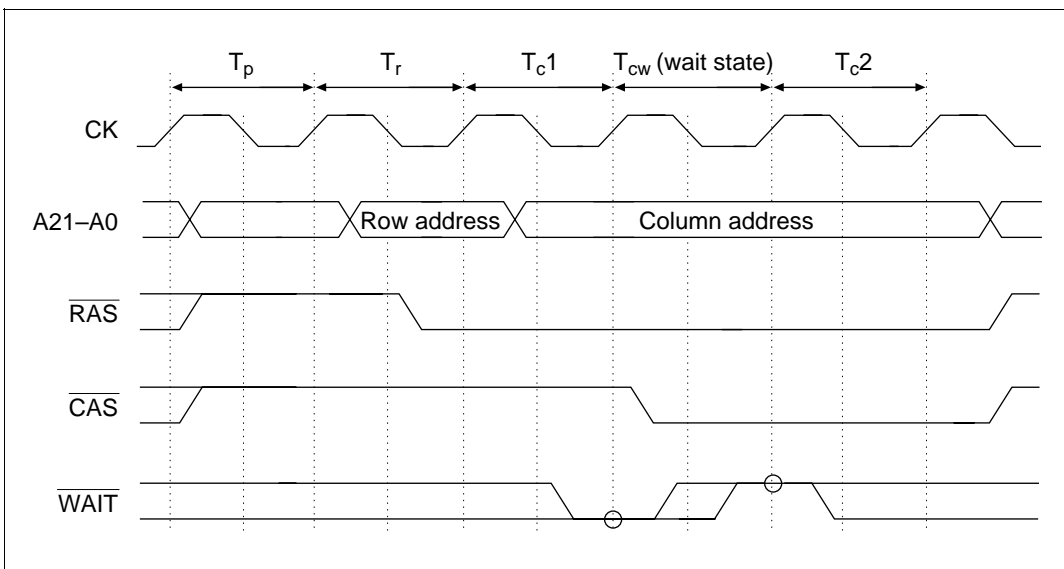 Tp Tr Tc1 Tcw (wait state) Tc2
CK
A21–A0 Row address Column address
RAS
CAS
WAIT